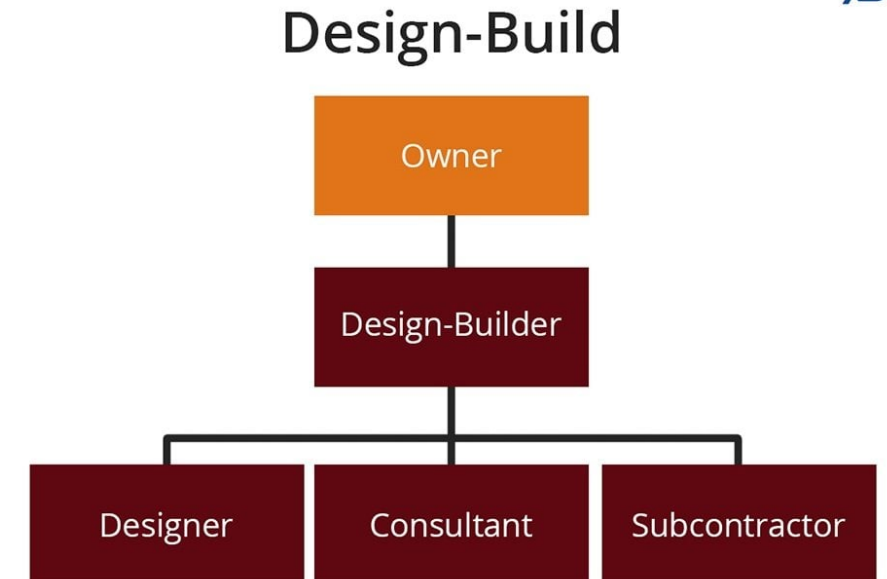 Design-Build
Owner
Design-Builder
Designer
Consultant
Subcontractor